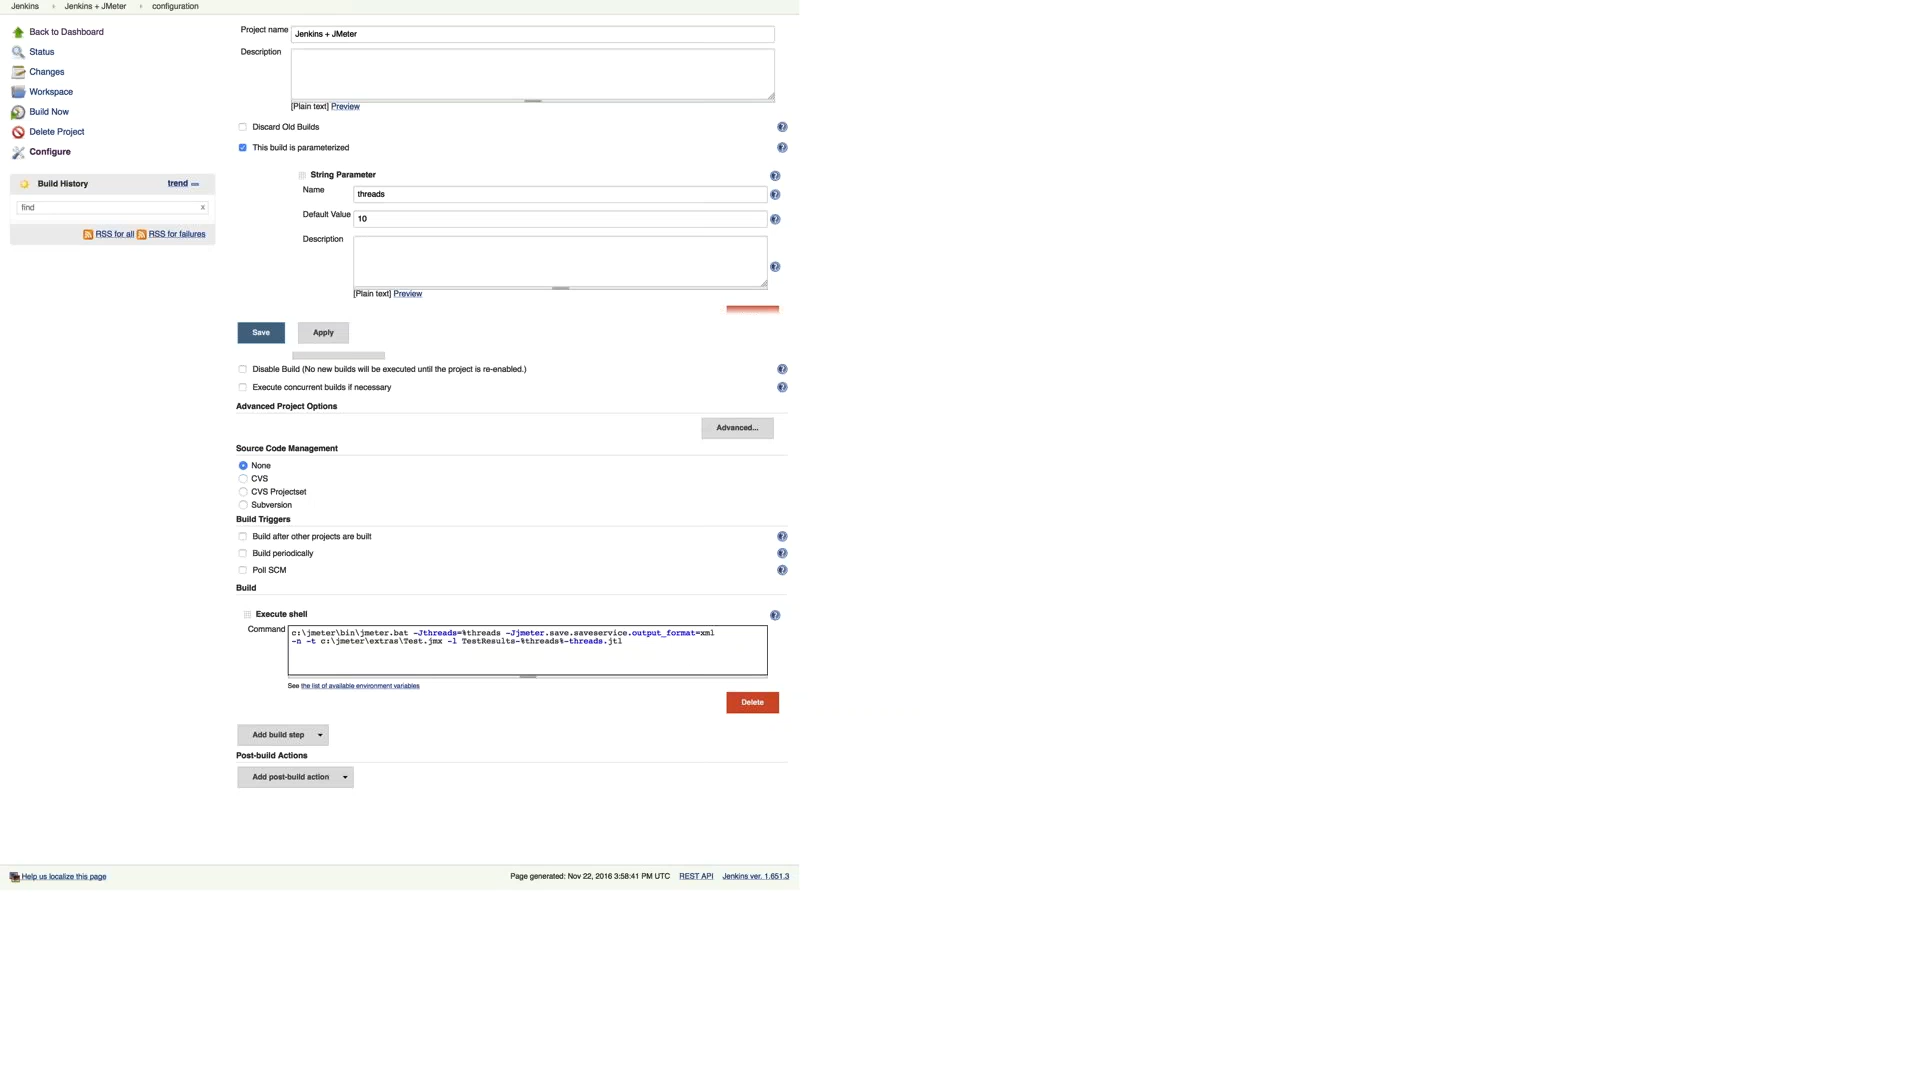 Jenkins Jenkins + JMeter configuration
Back to Dashboard
Status
Changes
Workspace
Build Now
Delete Project
Configure
Build History trend
find x
RSS for all RSS for failures
Project name Jenkins + JMeter
Description
[Plain text] Preview
Discard Old Builds
This build is parameterized
String Parameter
Name threads
Default Value 10
Description
[Plain text] Preview
Save Apply
Disable Build (No new builds will be executed until the project is re-enabled.)
Execute concurrent builds if necessary
Advanced Project Options
Advanced...
Source Code Management
None
CVS
CVS Projectset
Subversion
Build Triggers
Build after other projects are built
Build periodically
Poll SCM
Build
Execute shell
Command c:\jmeter\bin\jmeter.bat -Jthreads=%threads -Jjmeter.save.saveservice.output_format=xml
-n -t c:\jmeter\extras\Test.jmx -l TestResults-%threads%-threads.jtl
See the list of available environment variables
Delete
Add build step
Post-build Actions
Add post-build action
Help us localize this page Page generated: Nov 22, 2016 3:58:41 PM UTC REST API Jenkins ver. 1.651.3